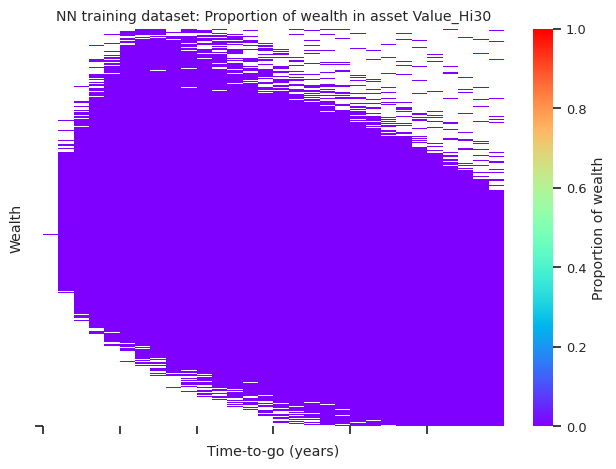 NN training dataset: Proportion of wealth in asset Value_Hi30
1.0
0.8
0.6
0.4
0.2
0.0
Proportion of wealth
Wealth
Time-to-go (years)